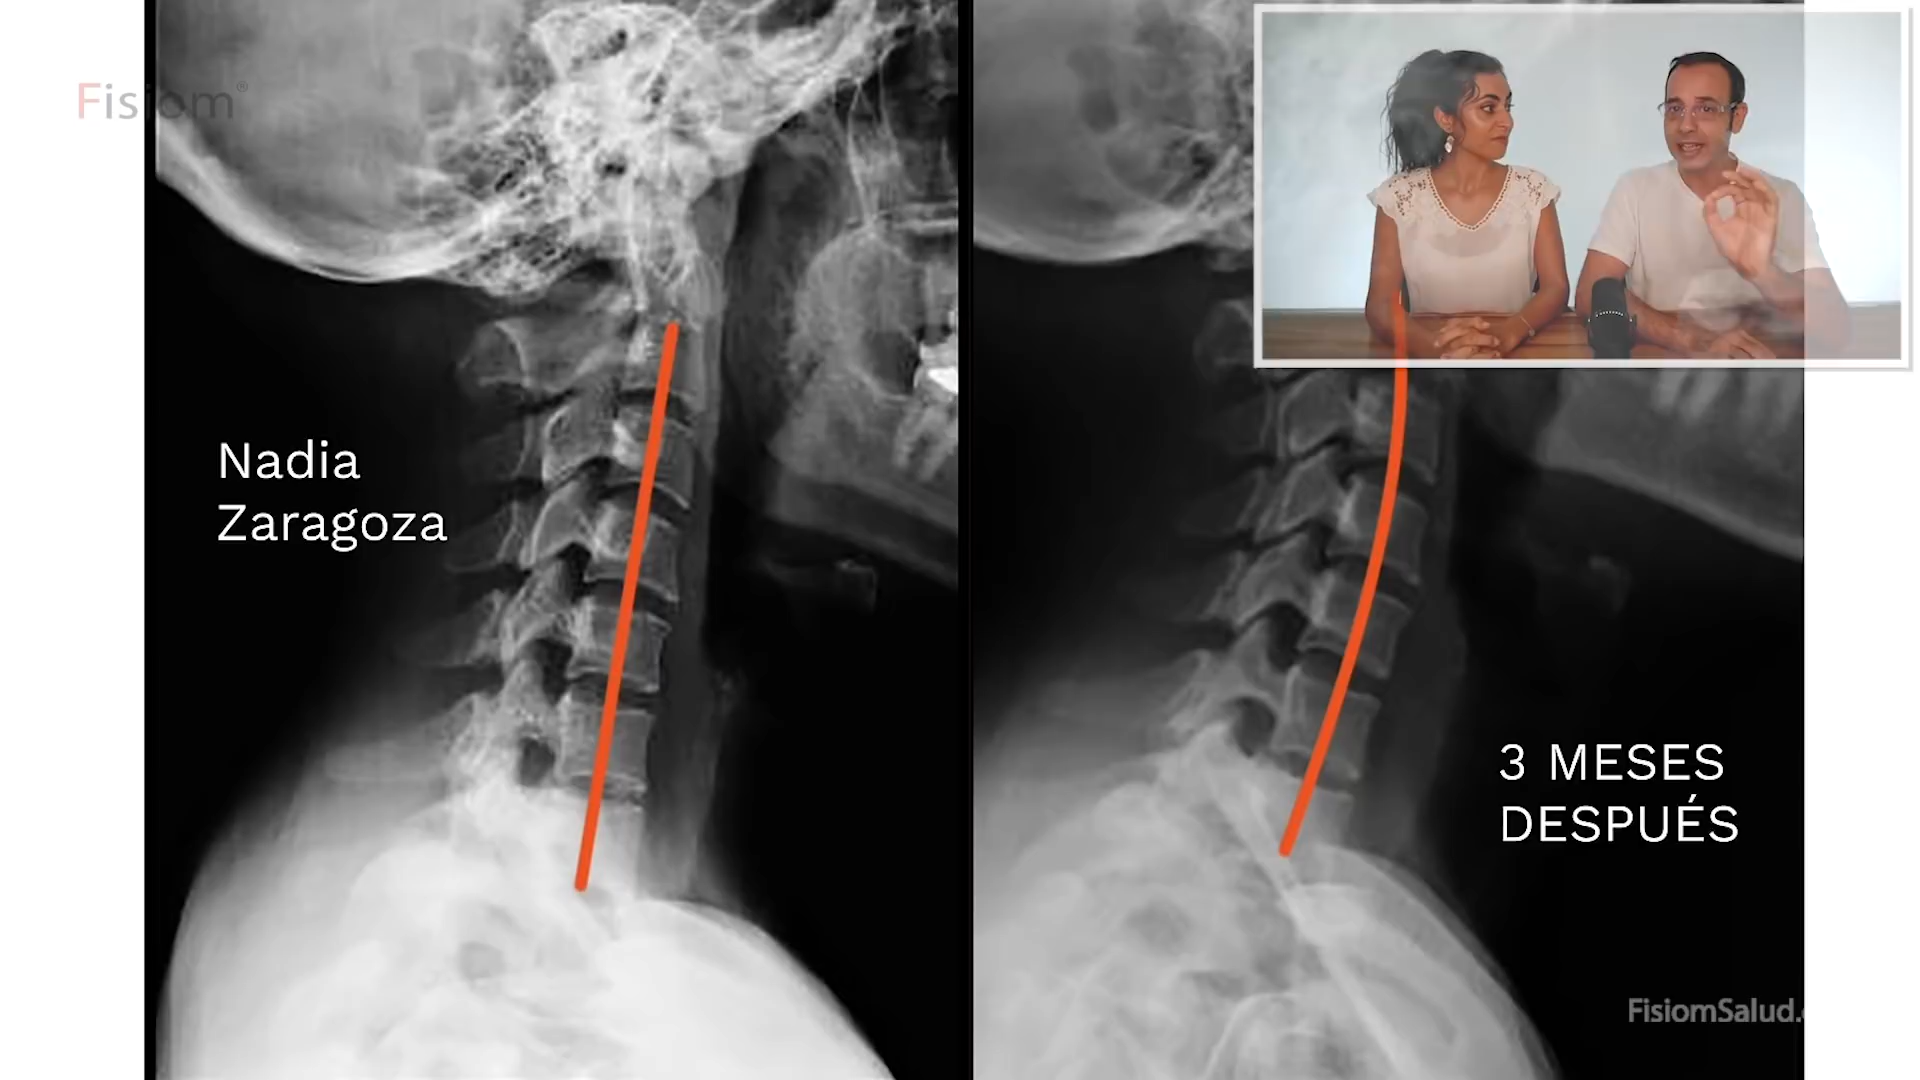 Fisiom®
Nadia
Zaragoza
3 MESES
DESPUÉS
FisiomSalud.